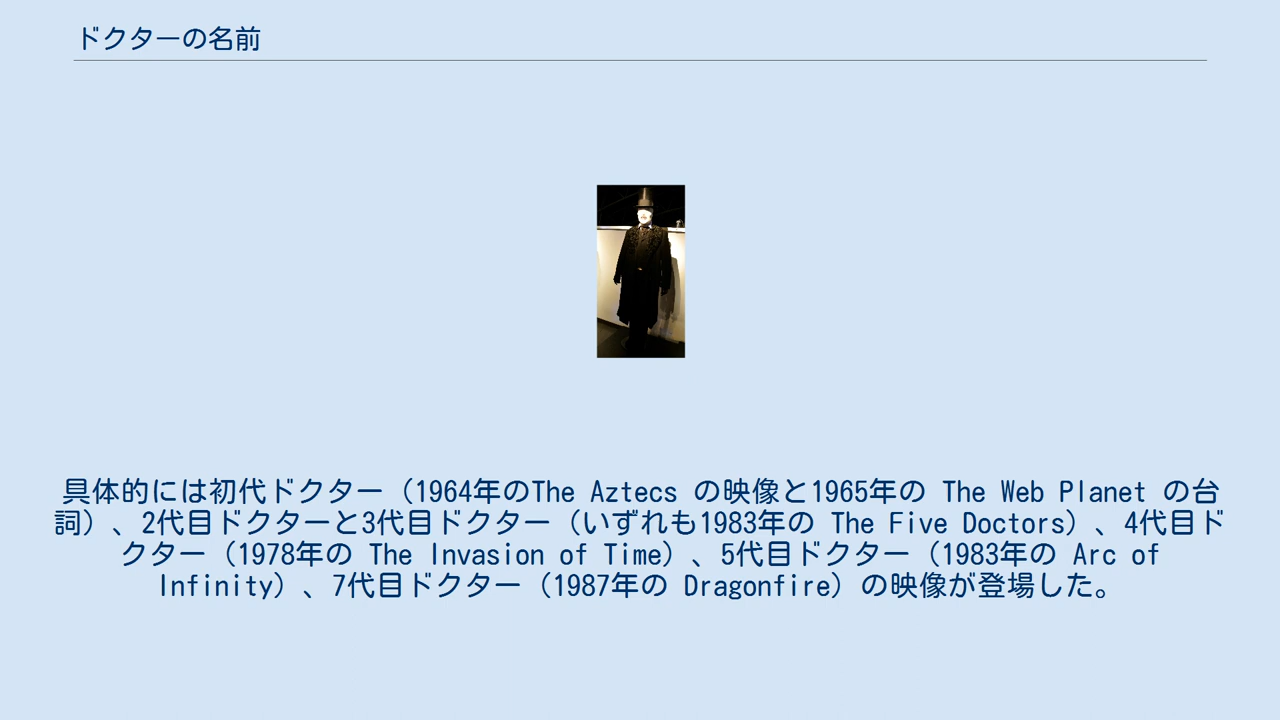 ドクターの名前
具体的には初代ドクター（1964年のThe Aztecs の映像と1965年の The Web Planet の台
詞）、2代目ドクターと3代目ドクター（いずれも1983年の The Five Doctors）、4代目ド
クター（1978年の The Invasion of Time）、5代目ドクター（1983年の Arc of
Infinity）、7代目ドクター（1987年の Dragonfire）の映像が登場した。